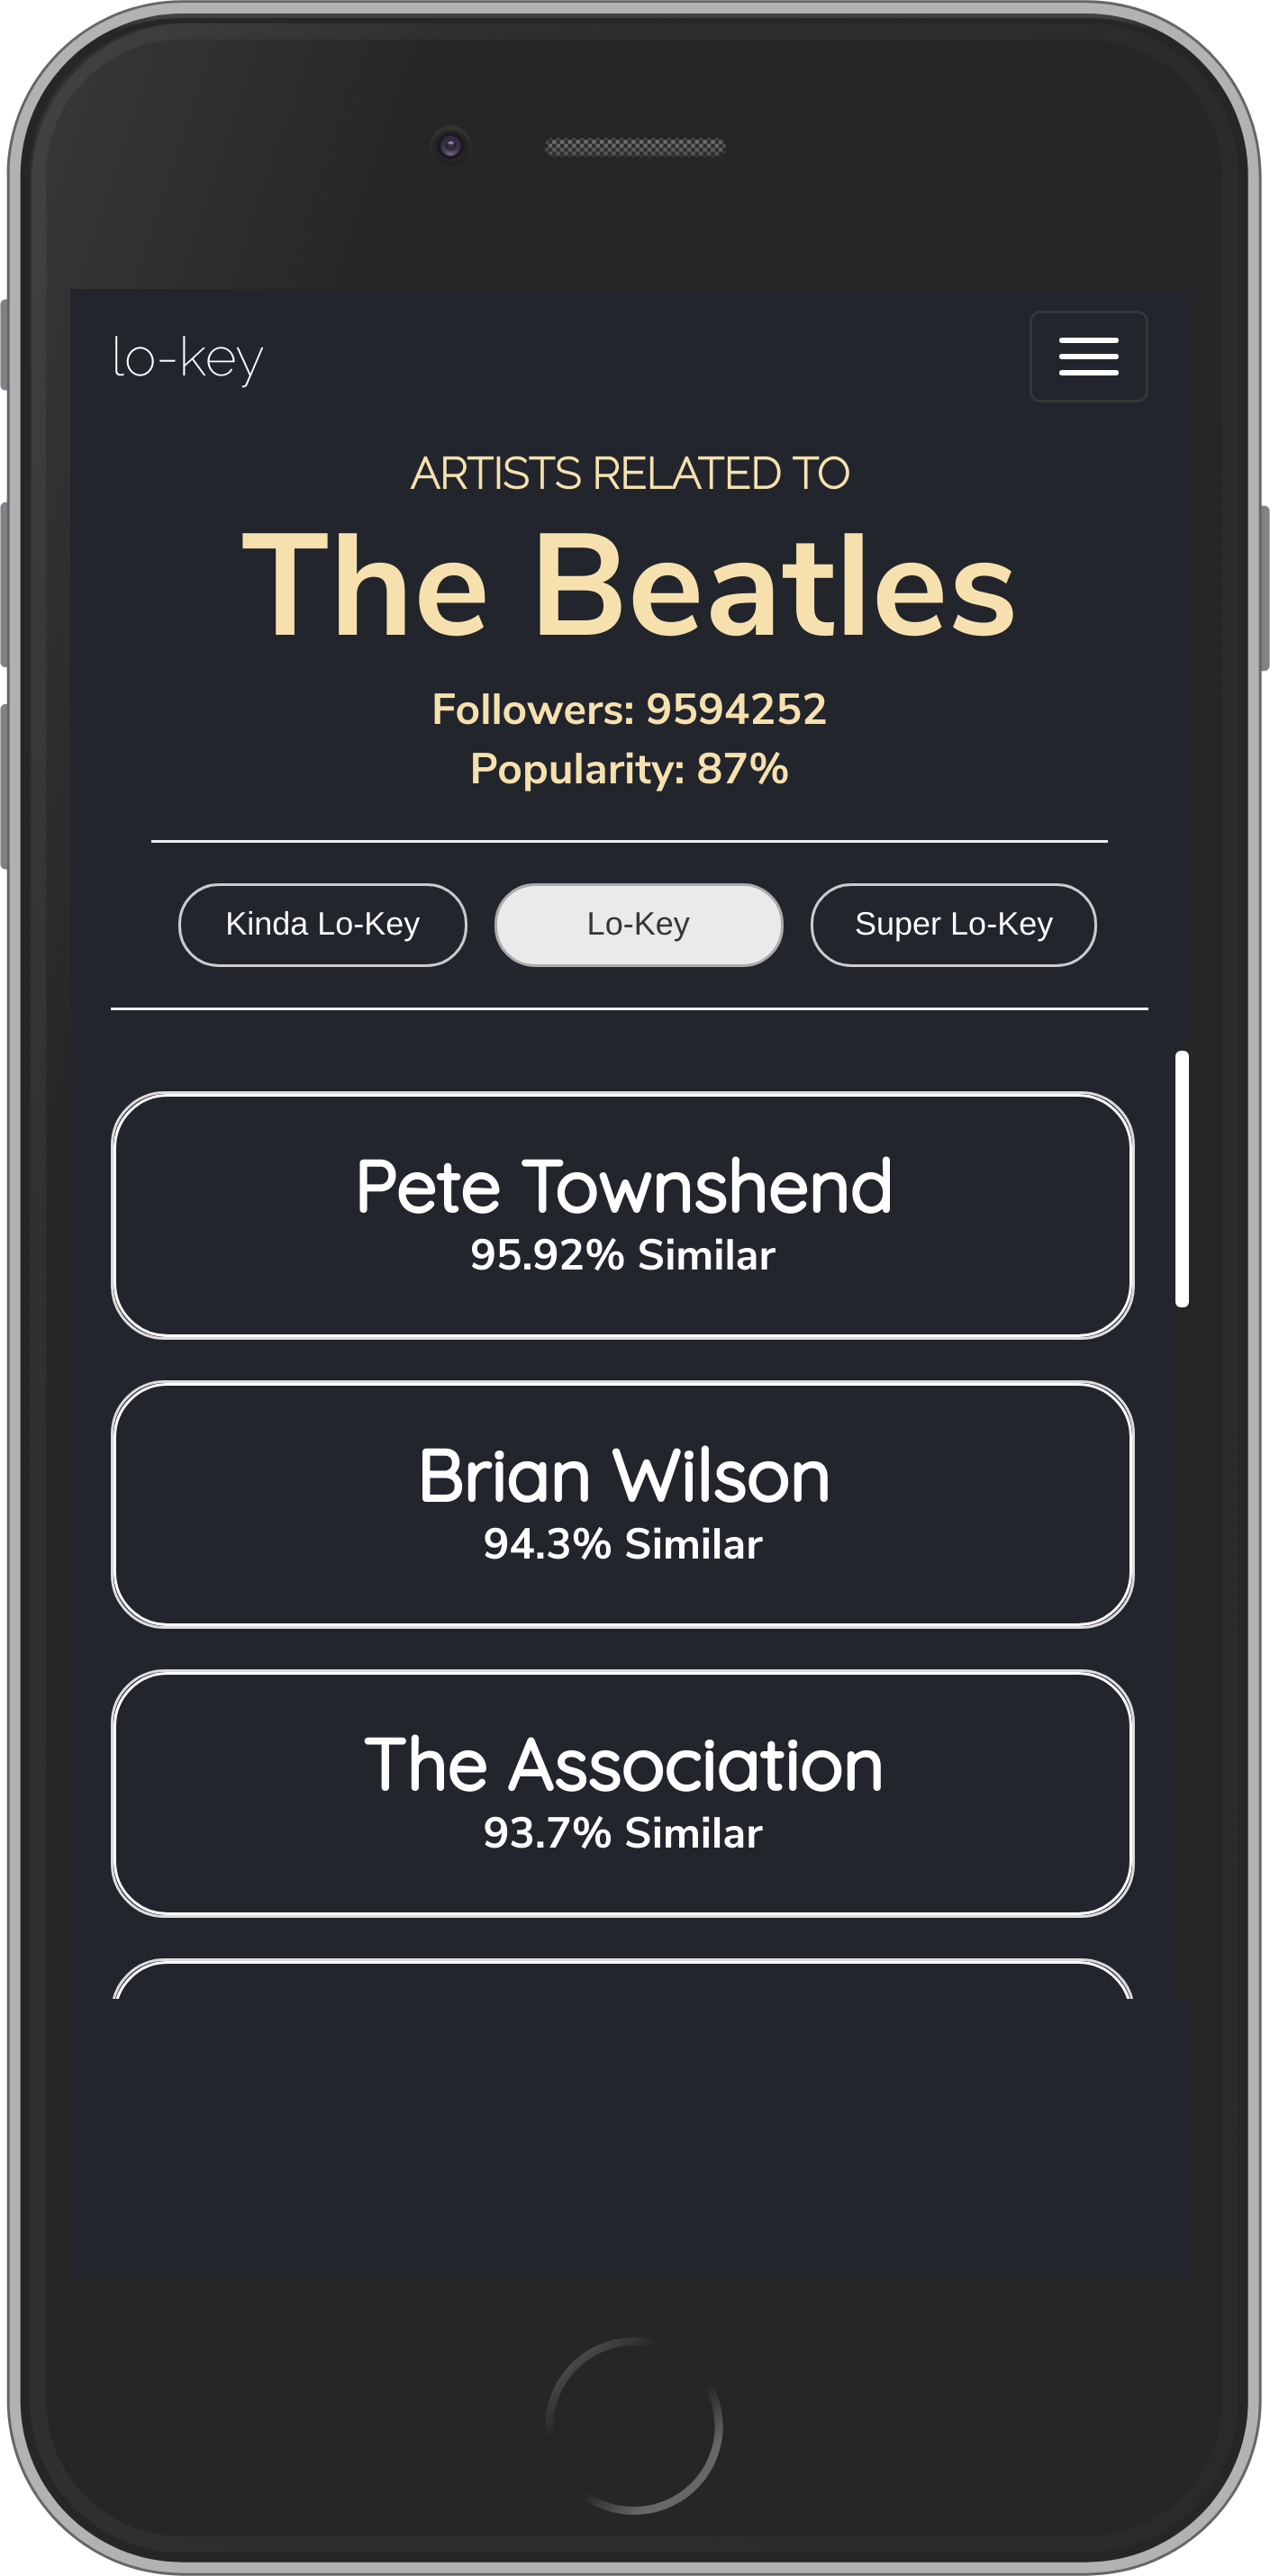 lo-key
ARTISTS RELATED TO
The Beatles
Followers: 9594252
Popularity: 87%
Kinda Lo-Key Lo-Key Super Lo-Key
Pete Townshend
95.92% Similar
Brian Wilson
94.3% Similar
The Association
93.7% Similar